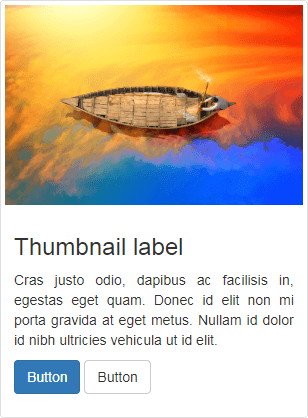 Thumbnail label
Cras justo odio, dapibus ac facilisis in,
egestas eget quam. Donec id elit non mi
porta gravida at eget metus. Nullam id dolor
id nibh ultricies vehicula ut id elit.
Button Button